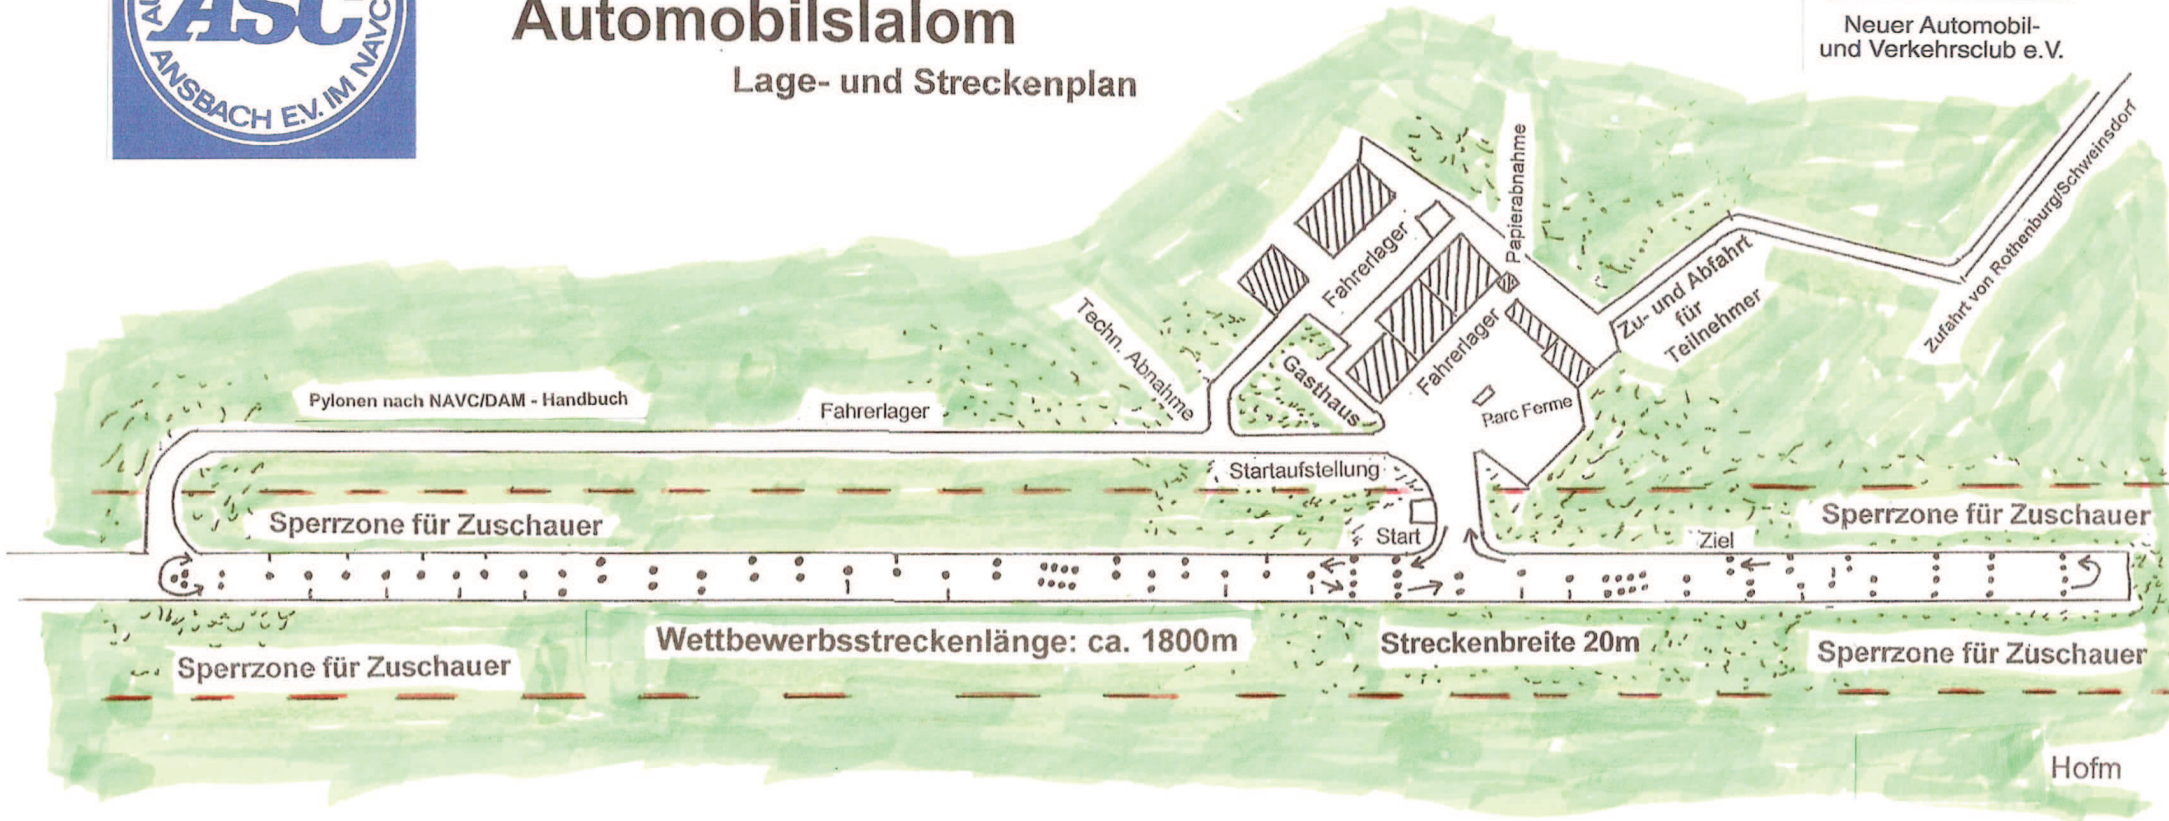 ASC
ANSBACH E.V. IM NAVC
Automobilslalom
Lage- und Streckenplan
Neuer Automobil-
und Verkehrsclub e.V.
Papierabnahme
Zufahrt von Rothenburg/Schweinsdorf
Fahrerlager
Zu- und Abfahrt
für
Teilnehmer
Techn. Abnahme
Gasthaus
Fahrerlager
Parc Ferme
Pylonen nach NAVC/DAM - Handbuch
Fahrerlager
Startaufstellung
Sperrzone für Zuschauer
Start
Ziel
Sperrzone für Zuschauer
Wettbewerbsstreckenlänge: ca. 1800m
Streckenbreite 20m
Sperrzone für Zuschauer
Sperrzone für Zuschauer
Hofm